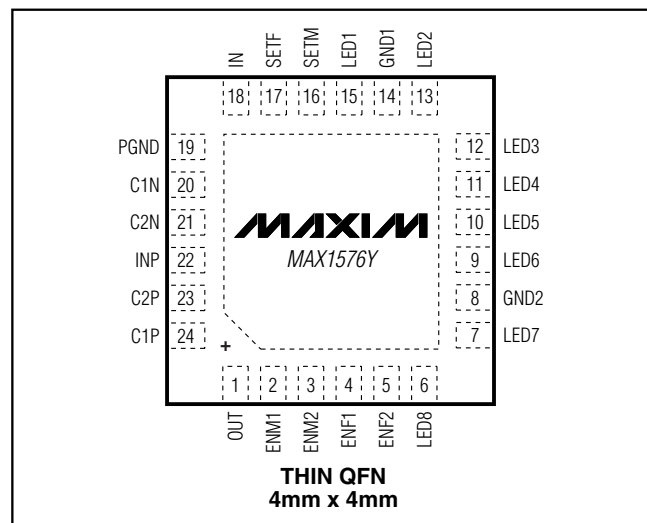 IN SETF SETM LED1 GND1 LED2
18 17 16 15 14 13
PGND 19 12 LED3
C1N 20 11 LED4
C2N 21 10 LED5
MAXIM
INP 22 MAX1576Y 9 LED6
C2P 23 8 GND2
C1P 24 7 LED7
+
1 2 3 4 5 6
OUT ENM1 ENM2 ENF1 ENF2 LED8
THIN QFN
4mm x 4mm